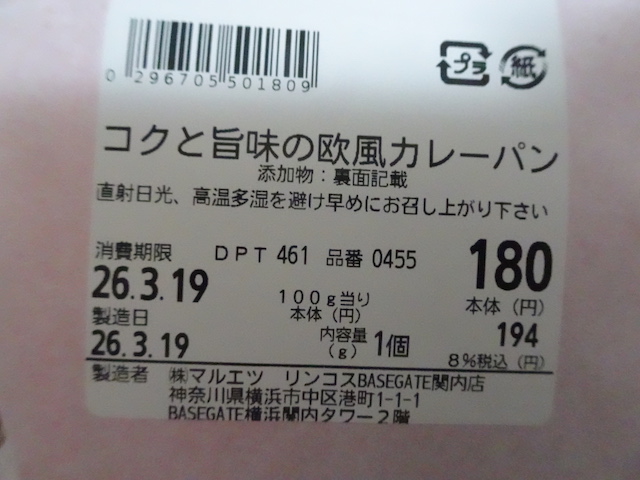 0 296705 501809
プラ 紙
コクと旨味の欧風カレーパン
添加物：裏面記載
直射日光、高温多湿を避け早めにお召し上がり下さい
消費期限 DPT 461 品番 0455 180
26.3.19 100g当り 本体（円）
本体（円）
製造日 内容量 194
26.3.19 (g) 1個 8%税込（円）
製造者 ㈱マルエツ リンコスBASEGATE関内店
神奈川県横浜市中区港町1-1-1
BASEGATE横浜関内タワー２階